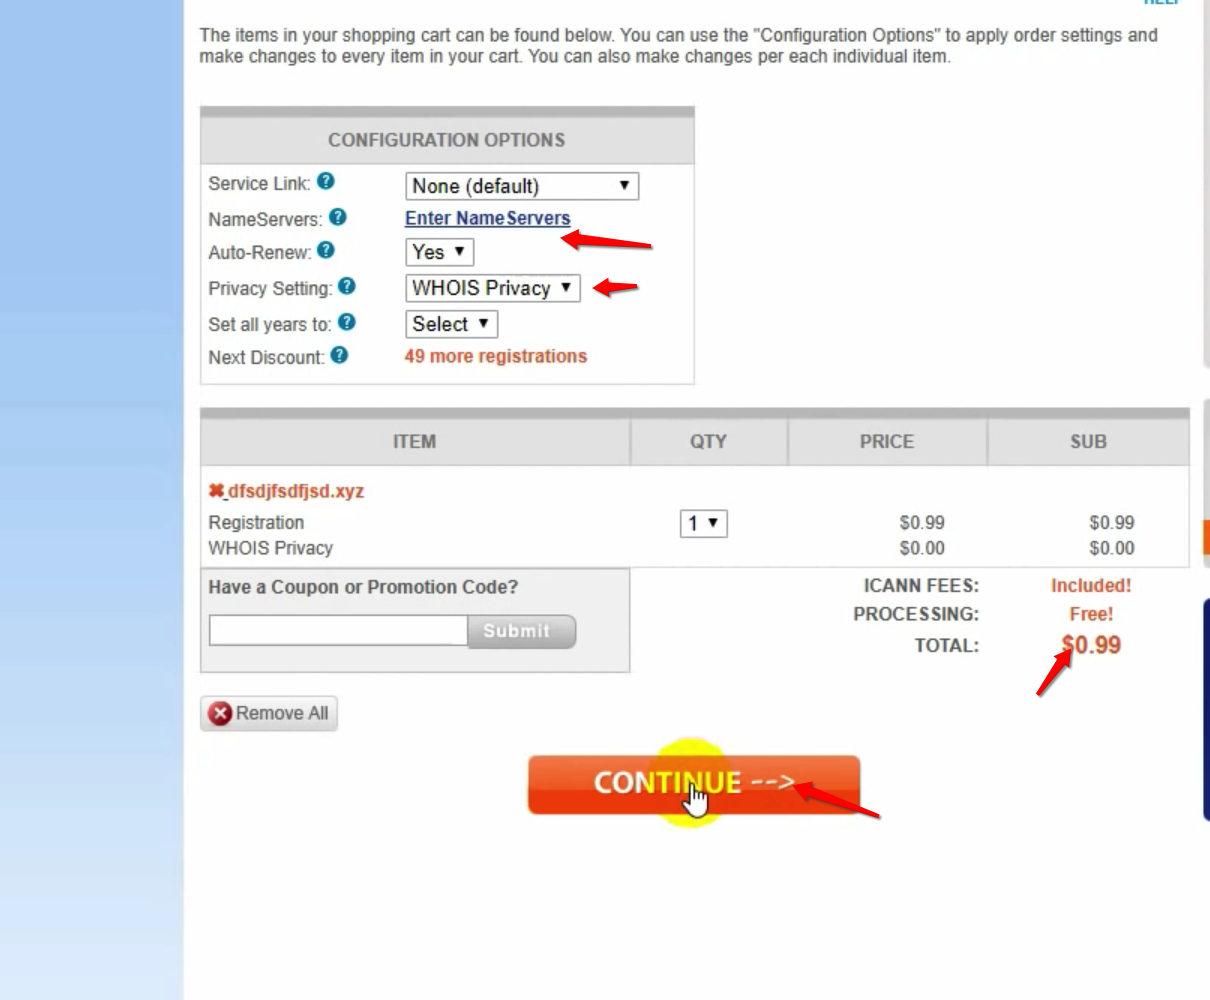 HELP
The items in your shopping cart can be found below. You can use the "Configuration Options" to apply order settings and
make changes to every item in your cart. You can also make changes per each individual item.
CONFIGURATION OPTIONS
Service Link: ? None (default) ▼
NameServers: ? Enter NameServers
Auto-Renew: ? Yes ▼
Privacy Setting: ? WHOIS Privacy ▼
Set all years to: ? Select ▼
Next Discount: ? 49 more registrations
ITEM QTY PRICE SUB
dfsdjfsdfjsd.xyz
Registration 1 ▼ $0.99 $0.99
WHOIS Privacy $0.00 $0.00
Have a Coupon or Promotion Code? ICANN FEES: Included!
PROCESSING: Free!
Submit
TOTAL: $0.99
Remove All
CONTINUE -->